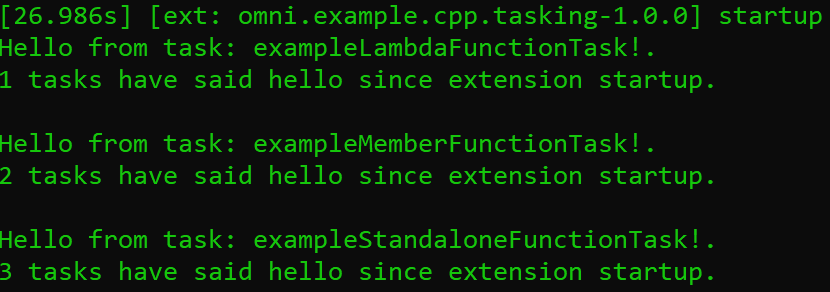 [26.986s] [ext: omni.example.cpp.tasking-1.0.0] startup
Hello from task: exampleLambdaFunctionTask!.
1 tasks have said hello since extension startup.
Hello from task: exampleMemberFunctionTask!.
2 tasks have said hello since extension startup.
Hello from task: exampleStandaloneFunctionTask!.
3 tasks have said hello since extension startup.